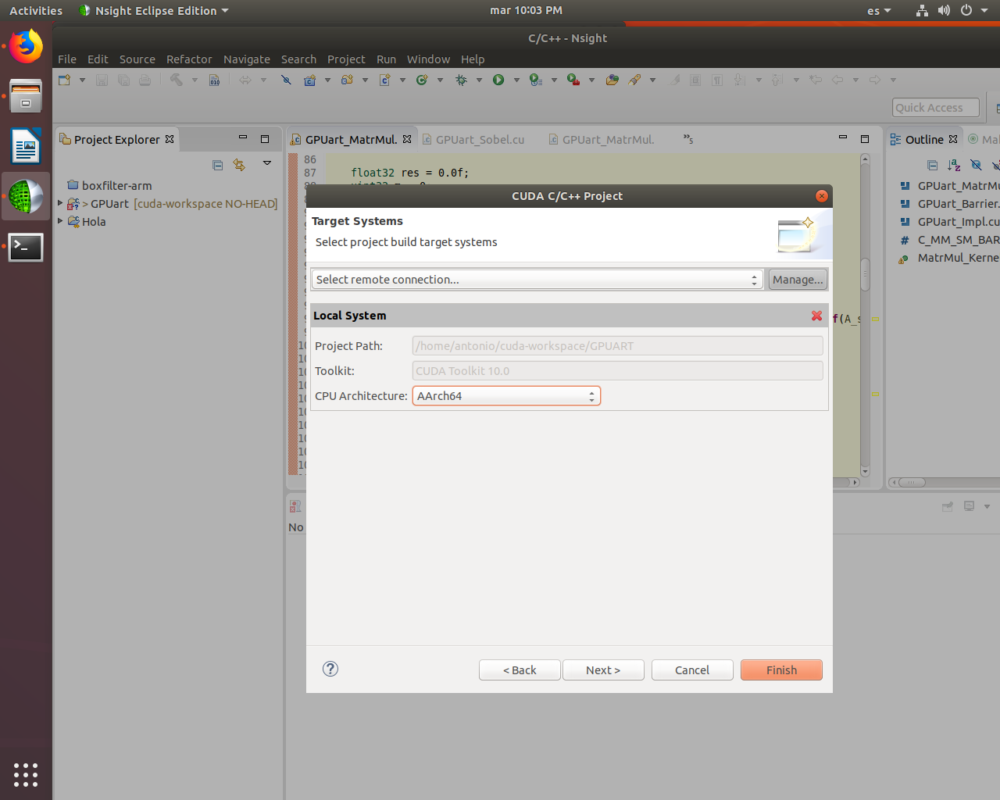 Activities
Nsight Eclipse Edition
mar 10:03 PM
es
C/C++ - Nsight
File Edit Source Refactor Navigate Search Project Run Window Help
Quick Access
Project Explorer
GPUart_MatrMul.
GPUart_Sobel.cu
GPUart_MatrMul.
»5
Outline
boxfilter-arm
> GPUart [cuda-workspace NO-HEAD]
Hola
86
87 float32 res = 0.0f;
GPUart_MatrMu
GPUart_Barrier.
GPUart_Impl.cu
C_MM_SM_BAR
MatrMul_Kerne
CUDA C/C++ Project
Target Systems
Select project build target systems
Select remote connection...
Manage...
Local System
Project Path: /home/antonio/cuda-workspace/GPUART
Toolkit: CUDA Toolkit 10.0
CPU Architecture: AArch64
f(A_s
No
< Back
Next >
Cancel
Finish